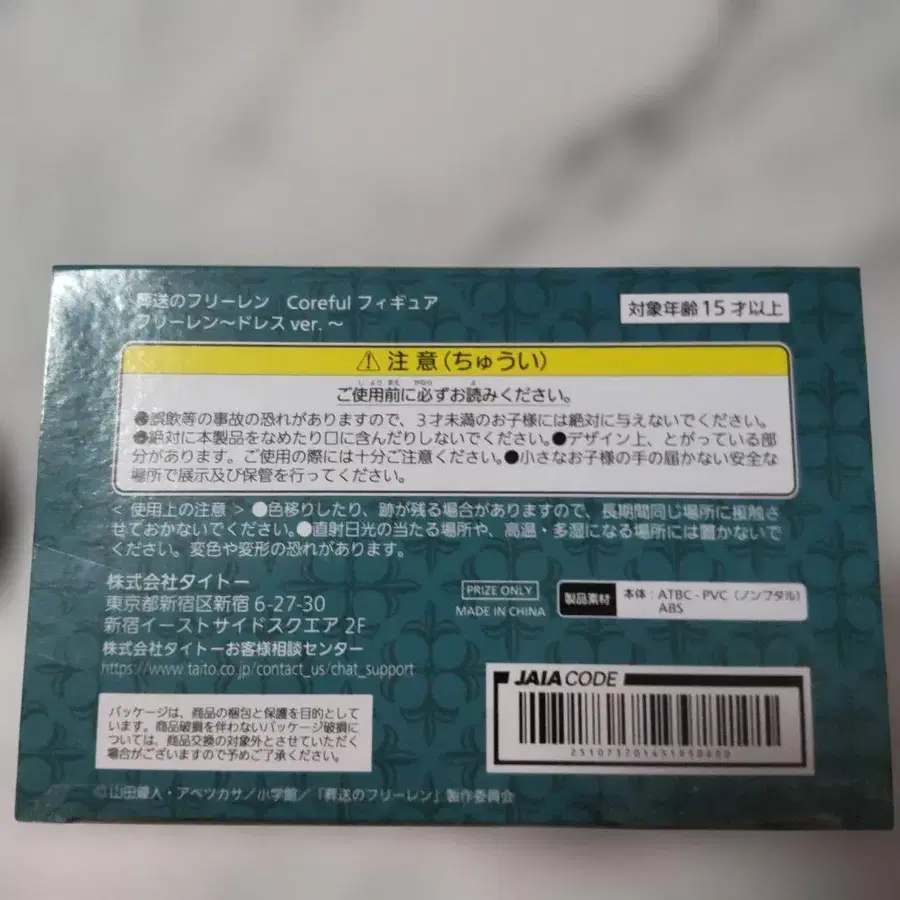 葬送のフリーレン Coreful フィギュア
フリーレン～ドレス ver. ～
対象年齢 15 才以上
⚠ 注意(ちゅうい)
ご使用前に必ずお読みください。
●誤飲等の事故の恐れがありますので、3才未満のお子様には絶対に与えないでください。
●絶対に本製品をなめたり口に含んだりしないでください。●デザイン上、とがっている部
分があります。ご使用の際には十分ご注意ください。●小さなお子様の手の届かない安全な
場所で展示及び保管を行ってください。
< 使用上の注意 > ●色移りしたり、跡が残る場合がありますので、長期間同じ場所に接触さ
せておかないでください。●直射日光の当たる場所や、高温・多湿になる場所には置かないで
ください。変色や変形の恐れがあります。
株式会社タイトー
東京都新宿区新宿 6-27-30
新宿イーストサイドスクエア 2F
株式会社タイトーお客様相談センター
https://www.taito.co.jp/contact_us/chat_support
PRIZE ONLY
MADE IN CHINA
製品素材
本体：ATBC - PVC (ノンフタル)
ABS
パッケージは、商品の梱包と保護を目的として
います。商品破損を伴わないパッケージ破損に
ついては、商品交換の対象外とさせていただく
場合がございますので予めご了承ください。
JAIA CODE
©山田鐘人・アベツカサ／小学館／「葬送のフリーレン」製作委員会